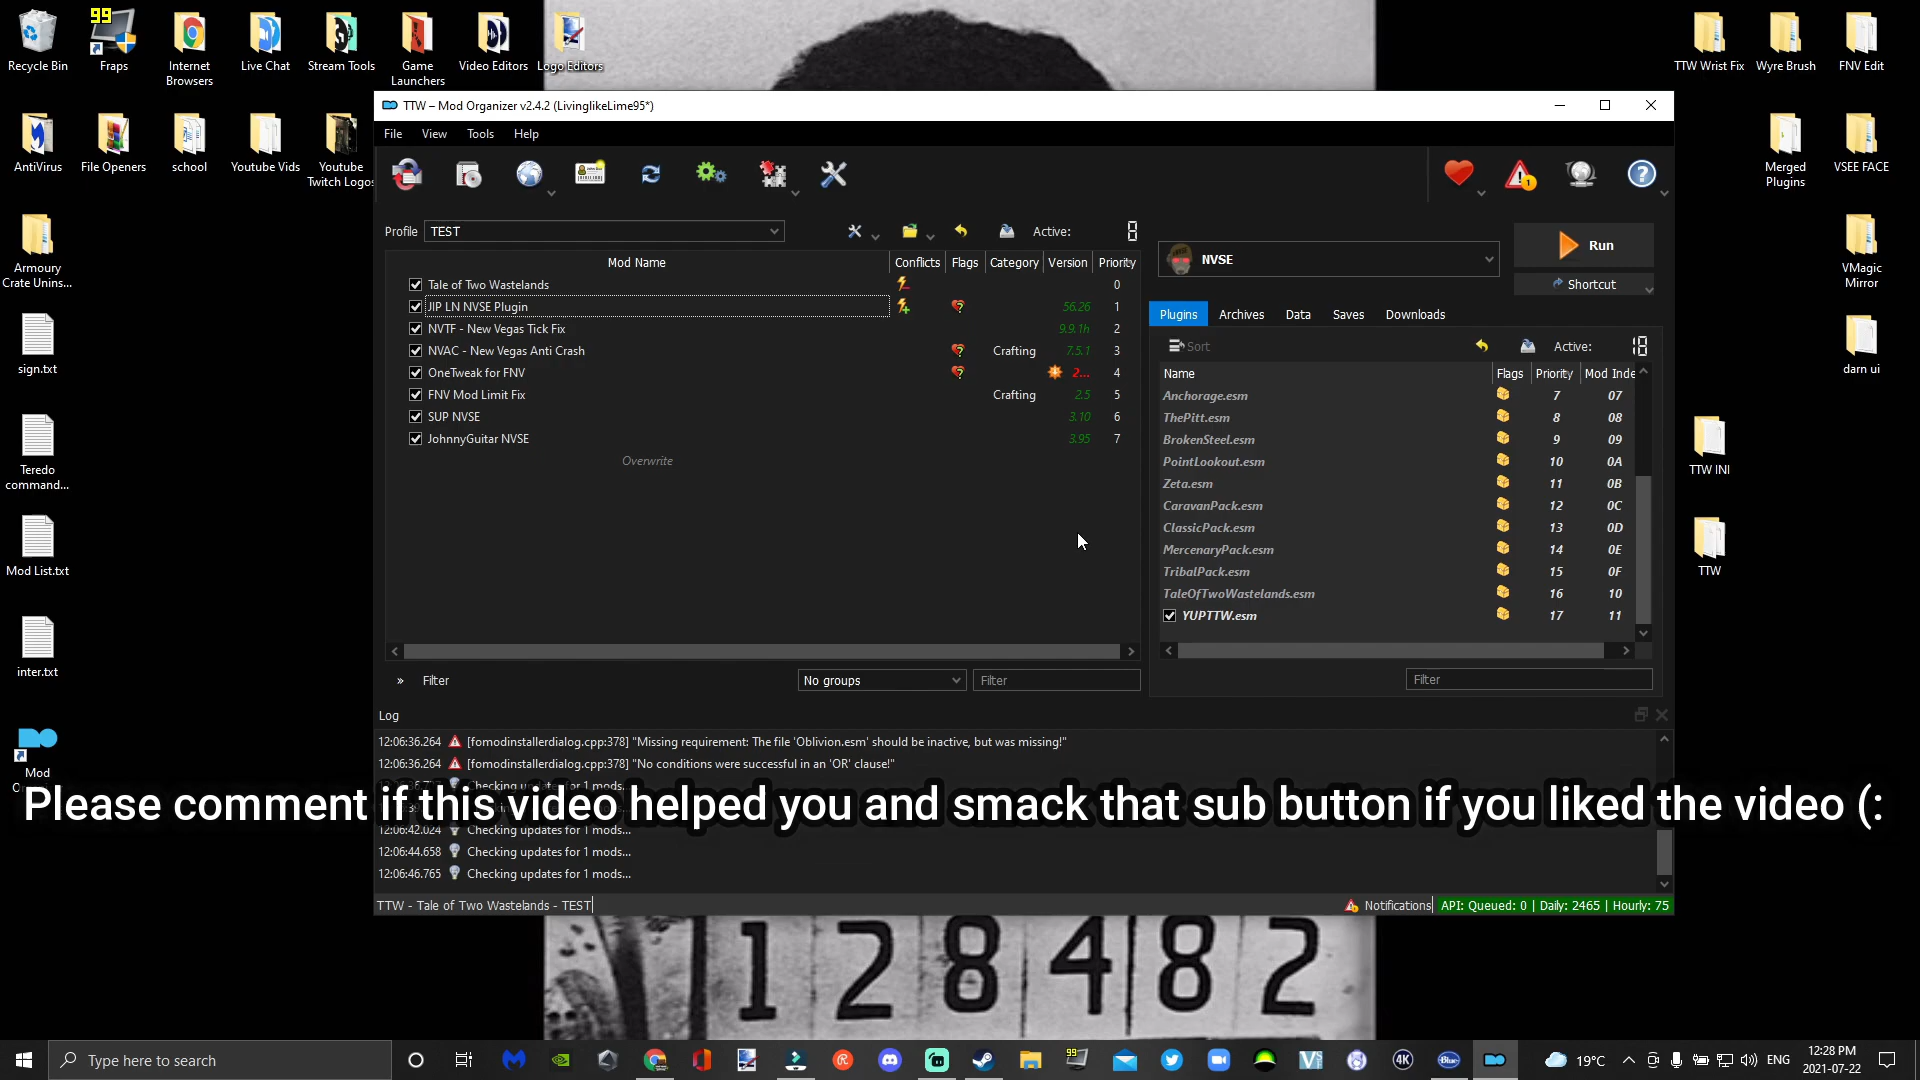 99
Recycle Bin
Fraps
Internet
Browsers
Live Chat
Stream Tools
Game
Launchers
Video Editors
Logo Editors
TTW Wrist Fix
Wyre Brush
FNV Edit
AntiVirus
File Openers
school
Youtube Vids
Youtube
Twitch Logos
Merged
Plugins
VSEE FACE
Armoury
Crate Unins...
VMagic
Mirror
sign.txt
darn ui
Teredo
command...
TTW INI
Mod List.txt
TTW
inter.txt
Mod
TTW – Mod Organizer v2.4.2 (LivinglikeLime95*)
File View Tools Help
Profile TEST Active: 8
Mod Name Conflicts Flags Category Version Priority
Tale of Two Wastelands 0
JIP LN NVSE Plugin 56.26 1
NVTF - New Vegas Tick Fix 9.9.1h 2
NVAC - New Vegas Anti Crash Crafting 7.5.1 3
OneTweak for FNV 2... 4
FNV Mod Limit Fix Crafting 2.5 5
SUP NVSE 3.10 6
JohnnyGuitar NVSE 3.95 7
Overwrite
» Filter No groups Filter
NVSE
Run
Shortcut
Plugins Archives Data Saves Downloads
Sort Active: 18
Name Flags Priority Mod Inde
Anchorage.esm 7 07
ThePitt.esm 8 08
BrokenSteel.esm 9 09
PointLookout.esm 10 0A
Zeta.esm 11 0B
CaravanPack.esm 12 0C
ClassicPack.esm 13 0D
MercenaryPack.esm 14 0E
TribalPack.esm 15 0F
TaleOfTwoWastelands.esm 16 10
YUPTTW.esm 17 11
Filter
Log
12:06:36.264 [fomodinstallerdialog.cpp:378] "Missing requirement: The file 'Oblivion.esm' should be inactive, but was missing!"
12:06:36.264 [fomodinstallerdialog.cpp:378] "No conditions were successful in an 'OR' clause!"
Checking updates for 1 mods...
Please comment if this video helped you and smack that sub button if you liked the video (:
12:06:42.024 Checking updates for 1 mods...
12:06:44.658 Checking updates for 1 mods...
12:06:46.765 Checking updates for 1 mods...
TTW - Tale of Two Wastelands - TEST
Notifications API: Queued: 0 | Daily: 2465 | Hourly: 75
128482
Type here to search
99
4K
Blue
19°C
ENG
12:28 PM
2021-07-22